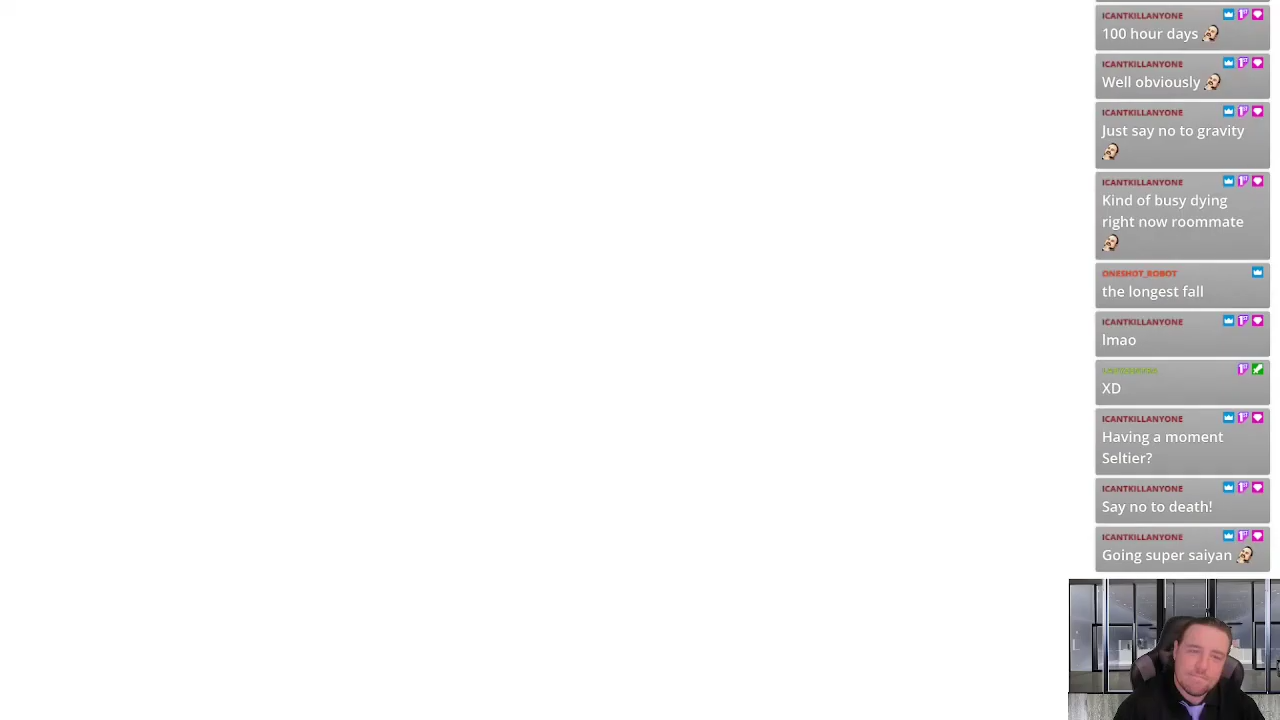 ICANTKILLANYONE
100 hour days
ICANTKILLANYONE
Well obviously
ICANTKILLANYONE
Just say no to gravity
ICANTKILLANYONE
Kind of busy dying
right now roommate
ONESHOT_ROBOT
the longest fall
ICANTKILLANYONE
lmao
XD
ICANTKILLANYONE
Having a moment
Seltier?
ICANTKILLANYONE
Say no to death!
ICANTKILLANYONE
Going super saiyan